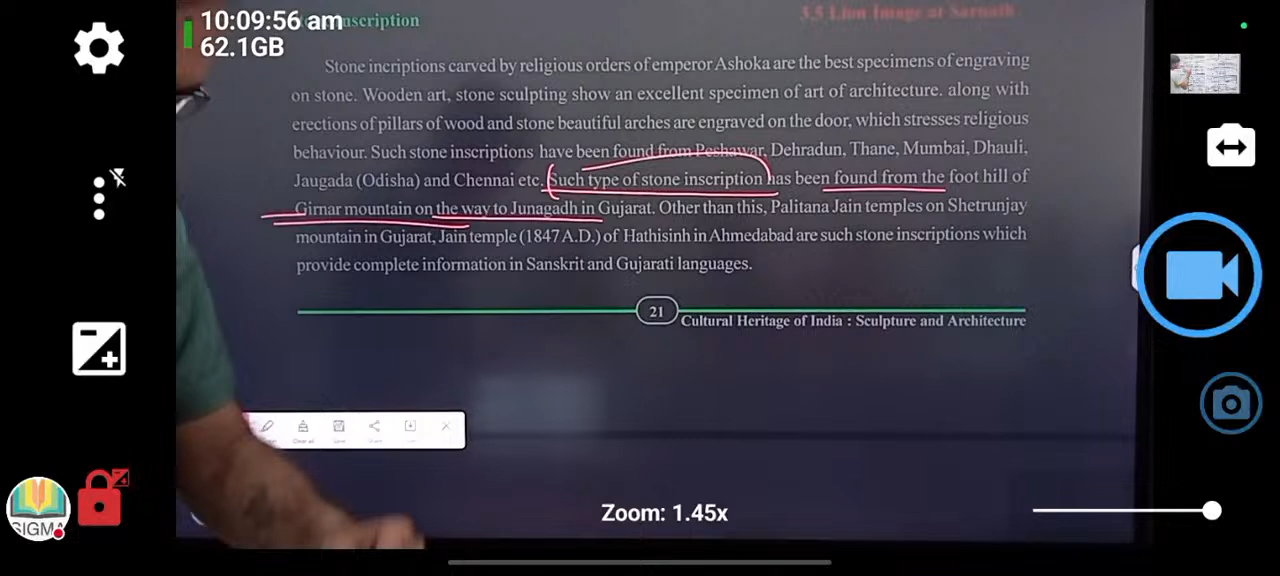 10:09:56 am
62.1GB
nscription
3.5 Lion Image at Sarnath
Stone incriptions carved by religious orders of emperor Ashoka are the best specimens of engraving
on stone. Wooden art, stone sculpting show an excellent specimen of art of architecture. along with
erections of pillars of wood and stone beautiful arches are engraved on the door, which stresses religious
behaviour. Such stone inscriptions have been found from Peshawar, Dehradun, Thane, Mumbai, Dhauli,
Jaugada (Odisha) and Chennai etc. Such type of stone inscription has been found from the foot hill of
Girnar mountain on the way to Junagadh in Gujarat. Other than this, Palitana Jain temples on Shetrunjay
mountain in Gujarat, Jain temple (1847 A.D.) of Hathisinh in Ahmedabad are such stone inscriptions which
provide complete information in Sanskrit and Gujarati languages.
21
Cultural Heritage of India : Sculpture and Architecture
Clear all
SIGMA
Zoom: 1.45x